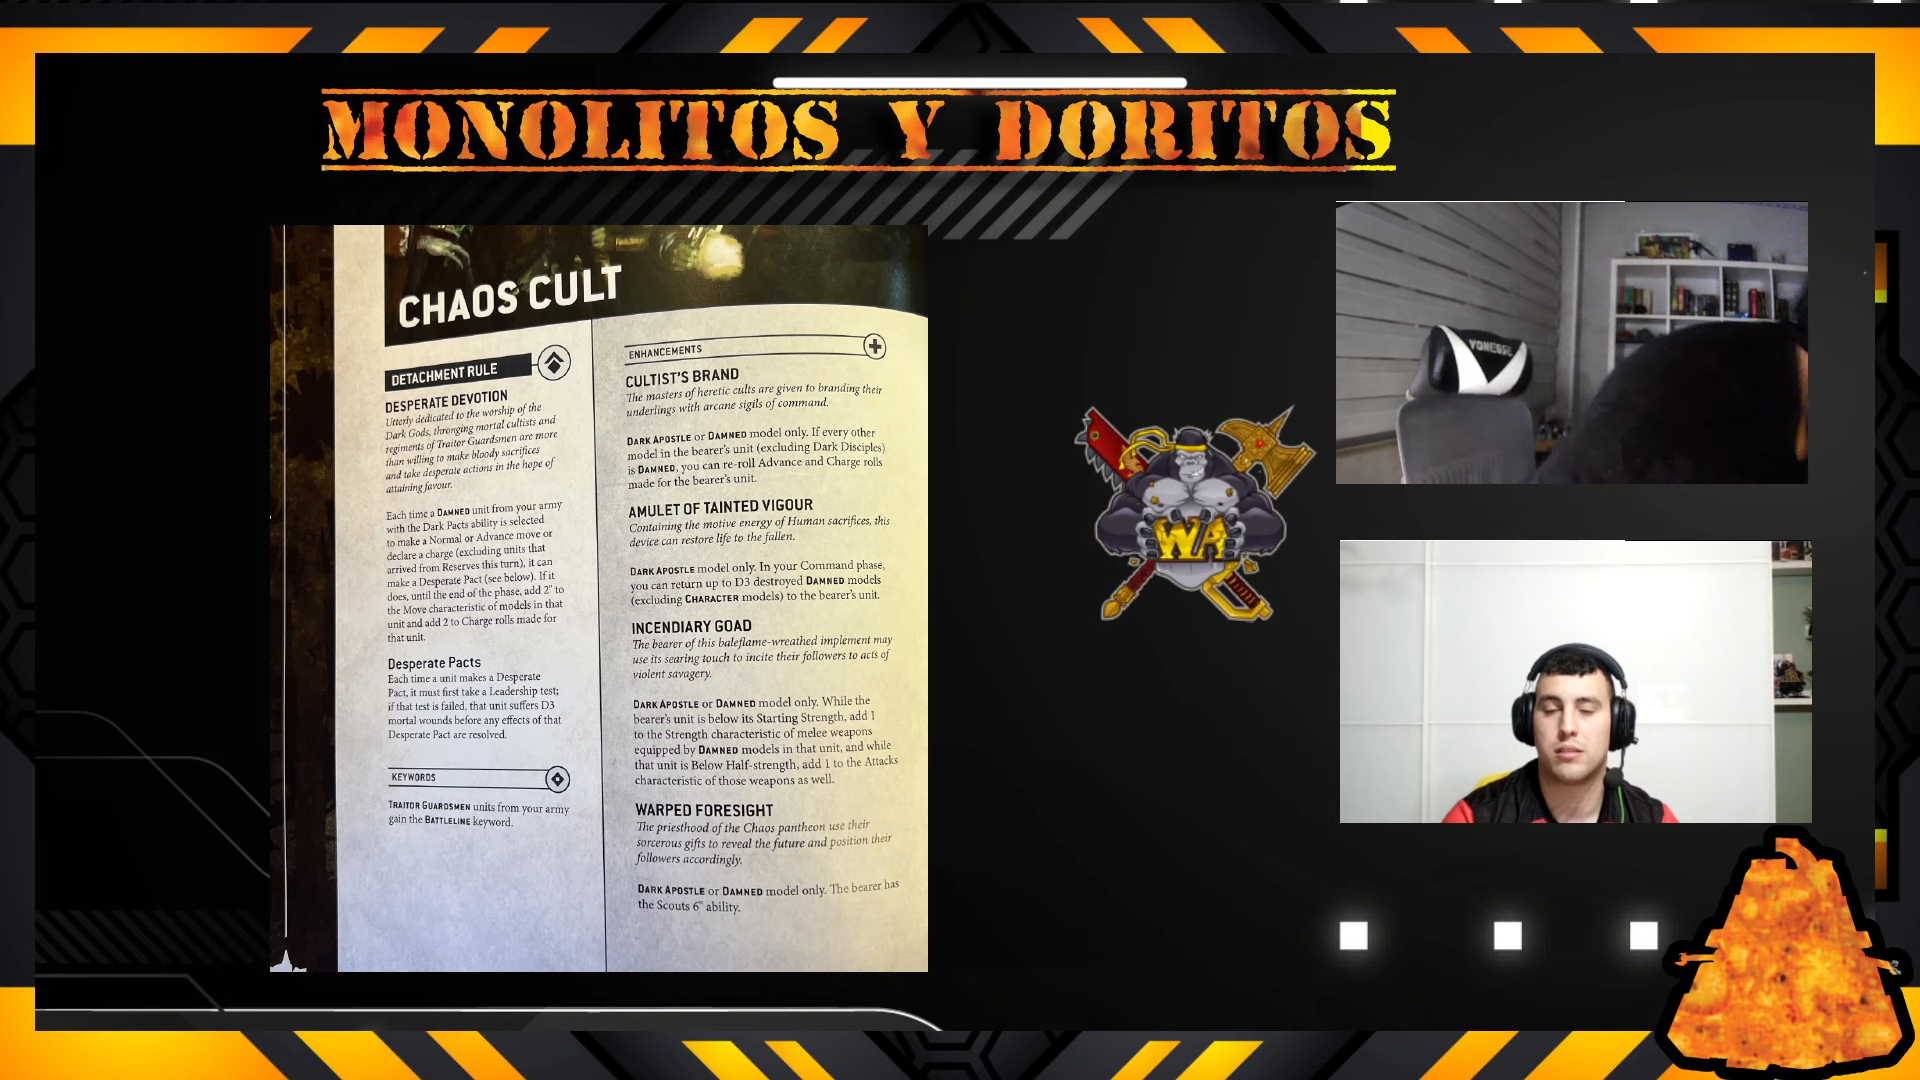 MONOLITOS Y DORITOS
CHAOS CULT
DETACHMENT RULE
DESPERATE DEVOTION
Utterly dedicated to the worship of the
Dark Gods, thronging mortal cultists and
regiments of Traitor Guardsmen are more
than willing to make bloody sacrifices
and take desperate actions in the hope of
attaining favour.
Each time a DAMNED unit from your army
with the Dark Pacts ability is selected
to make a Normal or Advance move or
declare a charge (excluding units that
arrived from Reserves this turn), it can
make a Desperate Pact (see below). If it
does, until the end of the phase, add 2" to
the Move characteristic of models in that
unit and add 2 to Charge rolls made for
that unit.
Desperate Pacts
Each time a unit makes a Desperate
Pact, it must first take a Leadership test;
if that test is failed, that unit suffers D3
mortal wounds before any effects of that
Desperate Pact are resolved.
KEYWORDS
TRAITOR GUARDSMEN units from your army
gain the BATTLELINE keyword.
ENHANCEMENTS
CULTIST'S BRAND
The masters of heretic cults are given to branding their
underlings with arcane sigils of command.
DARK APOSTLE or DAMNED model only. If every other
model in the bearer's unit (excluding Dark Disciples)
is DAMNED, you can re-roll Advance and Charge rolls
made for the bearer's unit.
AMULET OF TAINTED VIGOUR
Containing the motive energy of Human sacrifices, this
device can restore life to the fallen.
DARK APOSTLE model only. In your Command phase,
you can return up to D3 destroyed DAMNED models
(excluding CHARACTER models) to the bearer's unit.
INCENDIARY GOAD
The bearer of this baleflame-wreathed implement may
use its searing touch to incite their followers to acts of
violent savagery.
DARK APOSTLE or DAMNED model only. While the
bearer's unit is below its Starting Strength, add 1
to the Strength characteristic of melee weapons
equipped by DAMNED models in that unit, and while
that unit is Below Half-strength, add 1 to the Attacks
characteristic of those weapons as well.
WARPED FORESIGHT
The priesthood of the Chaos pantheon use their
sorcerous gifts to reveal the future and position their
followers accordingly.
DARK APOSTLE or DAMNED model only. The bearer has
the Scouts 6" ability.
WA
YONESSE